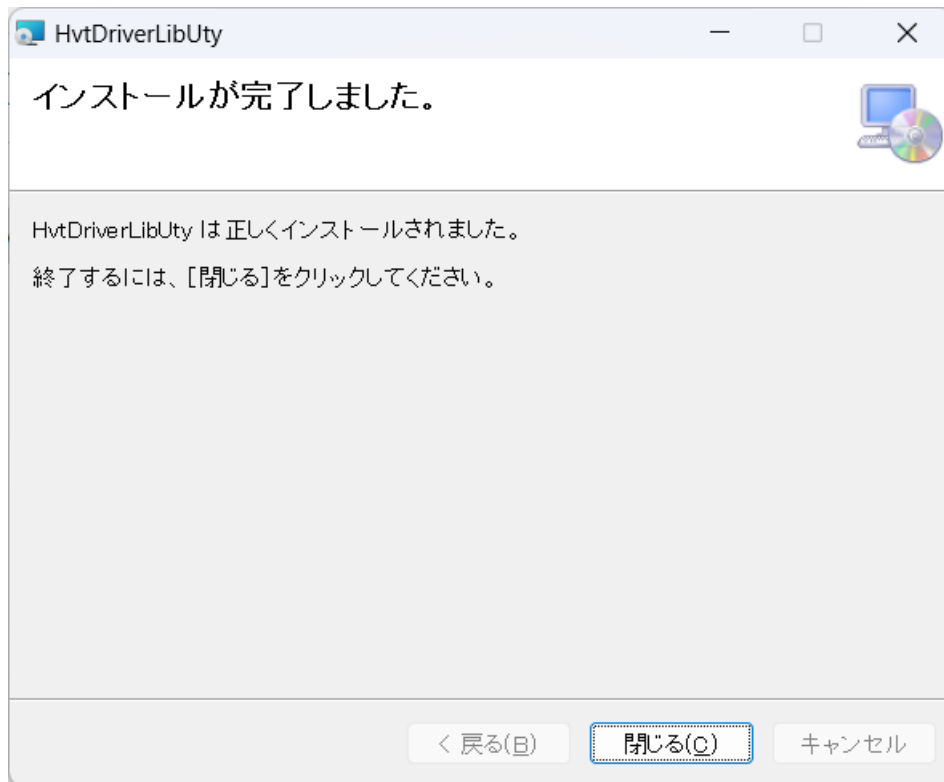 HvtDriverLibUty
インストールが完了しました。
HvtDriverLibUty は正しくインストールされました。
終了するには、[閉じる]をクリックしてください。
< 戻る(B) 閉じる(C) キャンセル